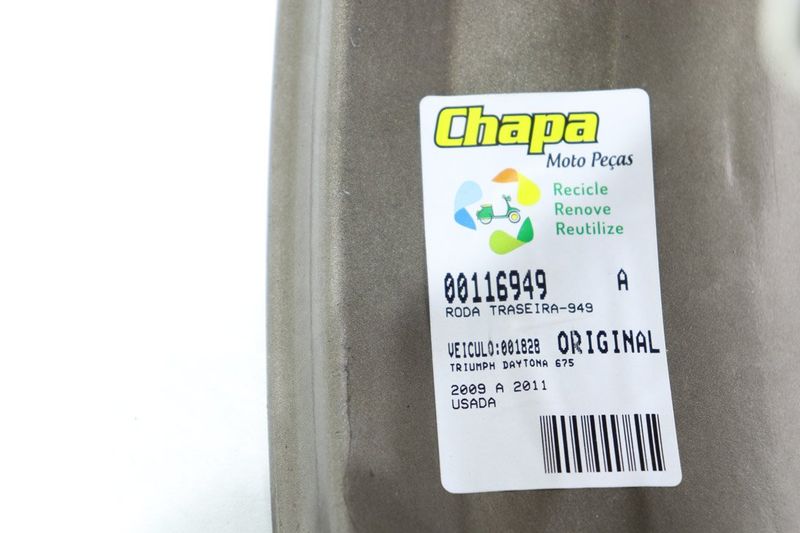 Chapa
Moto Peças
Recicle
Renove
Reutilize
00116949 A
RODA TRASEIRA-949
VEICULO:001828 ORIGINAL
TRIUMPH DAYTONA 675
2009 A 2011
USADA